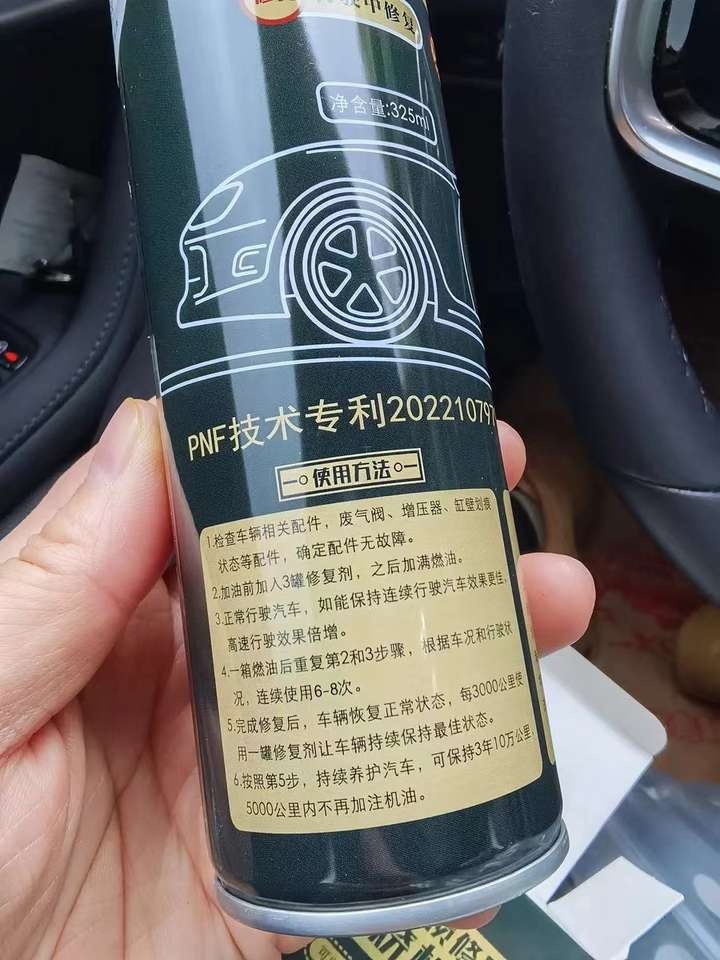 驶中修复
净含量:325ml
PNF技术专利202210797
使用方法
1.检查车辆相关配件，废气阀、增压器、缸壁划痕
状态等配件，确定配件无故障。
2.加油前加入3罐修复剂，之后加满燃油。
3.正常行驶汽车，如能保持连续行驶汽车效果更佳，
高速行驶效果倍增。
4.一箱燃油后重复第2和3步骤，根据车况和行驶状
况，连续使用6-8次。
5.完成修复后，车辆恢复正常状态，每3000公里使
用一罐修复剂让车辆持续保持最佳状态。
6.按照第5步，持续养护汽车，可保持3年10万公里，
5000公里内不再加注机油。